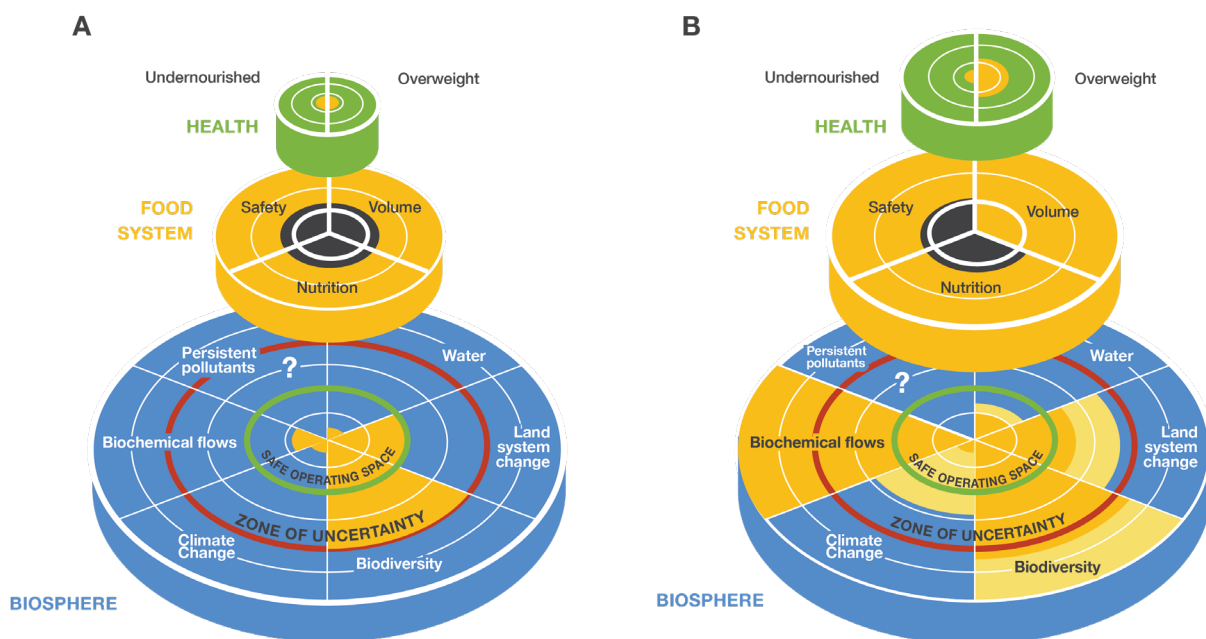 A
Undernourished
Overweight
HEALTH
FOOD
SYSTEM
Safety
Volume
Nutrition
Persistent
pollutants
?
Water
Biochemical flows
Land
system
change
SAFE OPERATING SPACE
ZONE OF UNCERTAINTY
Climate
Change
Biodiversity
BIOSPHERE
B
Undernourished
Overweight
HEALTH
FOOD
SYSTEM
Safety
Volume
Nutrition
Persistent
pollutants
?
Water
Biochemical flows
Land
system
change
SAFE OPERATING SPACE
ZONE OF UNCERTAINTY
Climate
Change
Biodiversity
BIOSPHERE